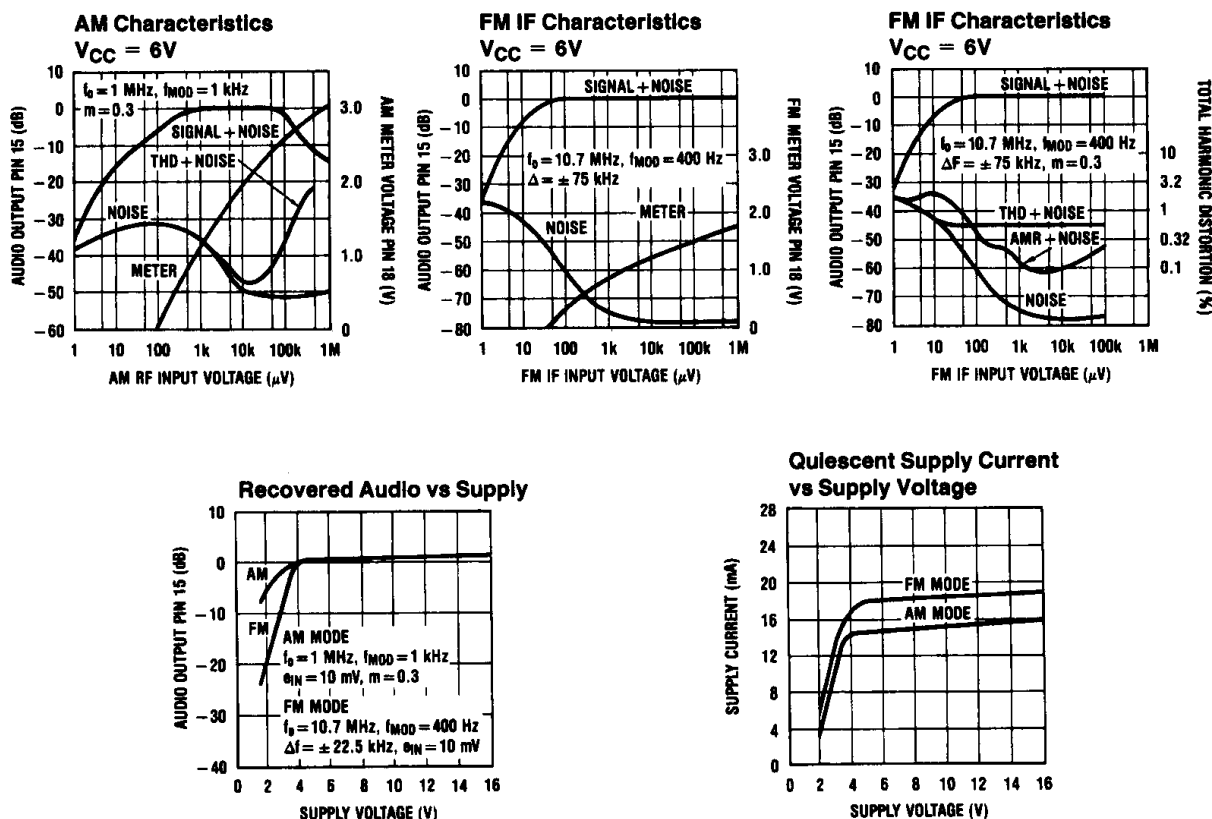 AM Characteristics
VCC = 6V
10
0
−10
−20
−30
−40
−50
−60
AUDIO OUTPUT PIN 15 (dB)
fo = 1 MHz, fMOD = 1 kHz
m = 0.3
SIGNAL + NOISE
THD + NOISE
NOISE
METER
3.0
2.0
1.0
0
AM METER VOLTAGE PIN 18 (V)
1 10 100 1k 10k 100k 1M
AM RF INPUT VOLTAGE (μV)
FM IF Characteristics
VCC = 6V
10
0
−10
−20
−30
−40
−50
−60
−70
−80
AUDIO OUTPUT PIN 15 (dB)
SIGNAL + NOISE
fo = 10.7 MHz, fMOD = 400 Hz
Δ = ± 75 kHz
METER
NOISE
3.0
2.0
1.0
0
FM METER VOLTAGE PIN 18 (V)
1 10 100 1k 10k 100k 1M
FM IF INPUT VOLTAGE (μV)
FM IF Characteristics
VCC = 6V
10
0
−10
−20
−30
−40
−50
−60
−70
−80
AUDIO OUTPUT PIN 15 (dB)
SIGNAL + NOISE
fo = 10.7 MHz, fMOD = 400 Hz
ΔF = ± 75 kHz, m = 0.3
THD + NOISE
AMR + NOISE
NOISE
10
3.2
1
0.32
0.1
TOTAL HARMONIC DISTORTION (%)
1 10 100 1k 10k 100k 1M
FM IF INPUT VOLTAGE (μV)
Recovered Audio vs Supply
10
0
−10
−20
−30
−40
AUDIO OUTPUT PIN 15 (dB)
AM
FM
AM MODE
fo = 1 MHz, fMOD = 1 kHz
eIN = 10 mV, m = 0.3
FM MODE
fo = 10.7 MHz, fMOD = 400 Hz
Δf = ± 22.5 kHz, eIN = 10 mV
0 2 4 6 8 10 12 14 16
SUPPLY VOLTAGE (V)
Quiescent Supply Current
vs Supply Voltage
28
24
20
16
12
8
4
0
SUPPLY CURRENT (mA)
FM MODE
AM MODE
0 2 4 6 8 10 12 14 16
SUPPLY VOLTAGE (V)